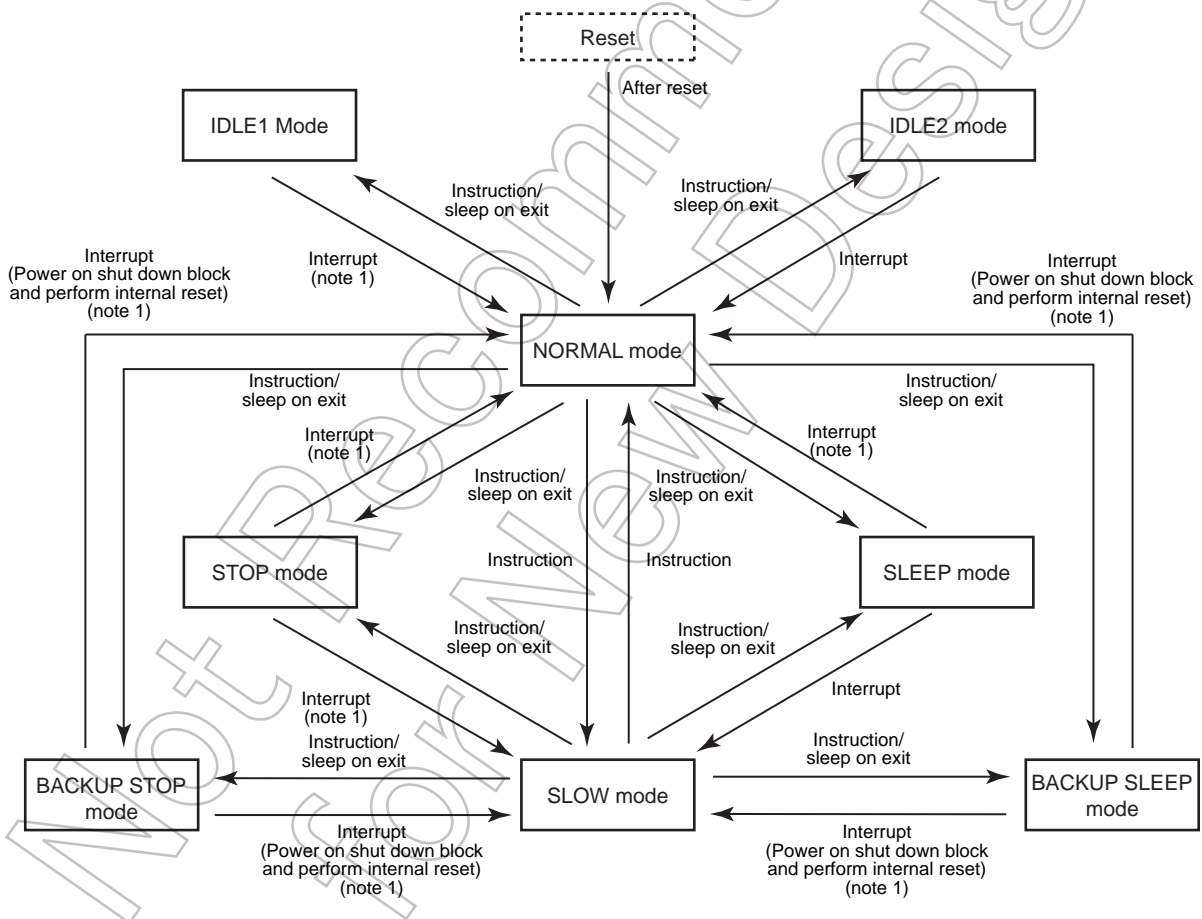 Reset
After reset
IDLE1 Mode
IDLE2 mode
Instruction/
sleep on exit
Instruction/
sleep on exit
Interrupt
(Power on shut down block
and perform internal reset)
(note 1)
Interrupt
(note 1)
Interrupt
Interrupt
(Power on shut down block
and perform internal reset)
(note 1)
NORMAL mode
Instruction/
sleep on exit
Instruction/
sleep on exit
Interrupt
(note 1)
Interrupt
(note 1)
Instruction/
sleep on exit
Instruction/
sleep on exit
STOP mode
Instruction
Instruction
SLEEP mode
Instruction/
sleep on exit
Instruction/
sleep on exit
Interrupt
(note 1)
Interrupt
Instruction/
sleep on exit
Instruction/
sleep on exit
BACKUP STOP
mode
SLOW mode
BACKUP SLEEP
mode
Interrupt
(Power on shut down block
and perform internal reset)
(note 1)
Interrupt
(Power on shut down block
and perform internal reset)
(note 1)
Not Recomme
for New Desig